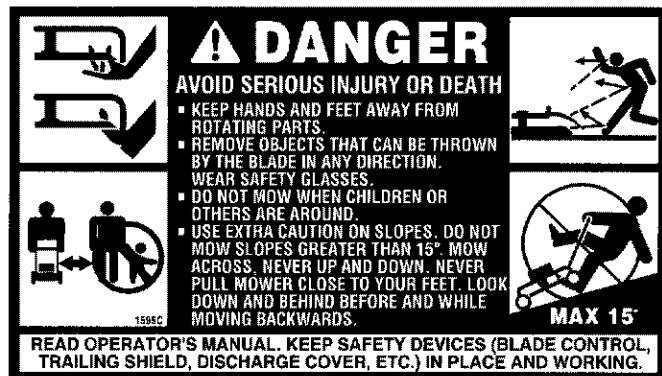 DANGER
AVOID SERIOUS INJURY OR DEATH
▪ KEEP HANDS AND FEET AWAY FROM
ROTATING PARTS.
▪ REMOVE OBJECTS THAT CAN BE THROWN
BY THE BLADE IN ANY DIRECTION.
WEAR SAFETY GLASSES.
▪ DO NOT MOW WHEN CHILDREN OR
OTHERS ARE AROUND.
▪ USE EXTRA CAUTION ON SLOPES. DO NOT
MOW SLOPES GREATER THAN 15°. MOW
ACROSS, NEVER UP AND DOWN. NEVER
PULL MOWER CLOSE TO YOUR FEET. LOOK
DOWN AND BEHIND BEFORE AND WHILE
MOVING BACKWARDS.
1595C
MAX 15°
READ OPERATOR'S MANUAL. KEEP SAFETY DEVICES (BLADE CONTROL,
TRAILING SHIELD, DISCHARGE COVER, ETC.) IN PLACE AND WORKING.